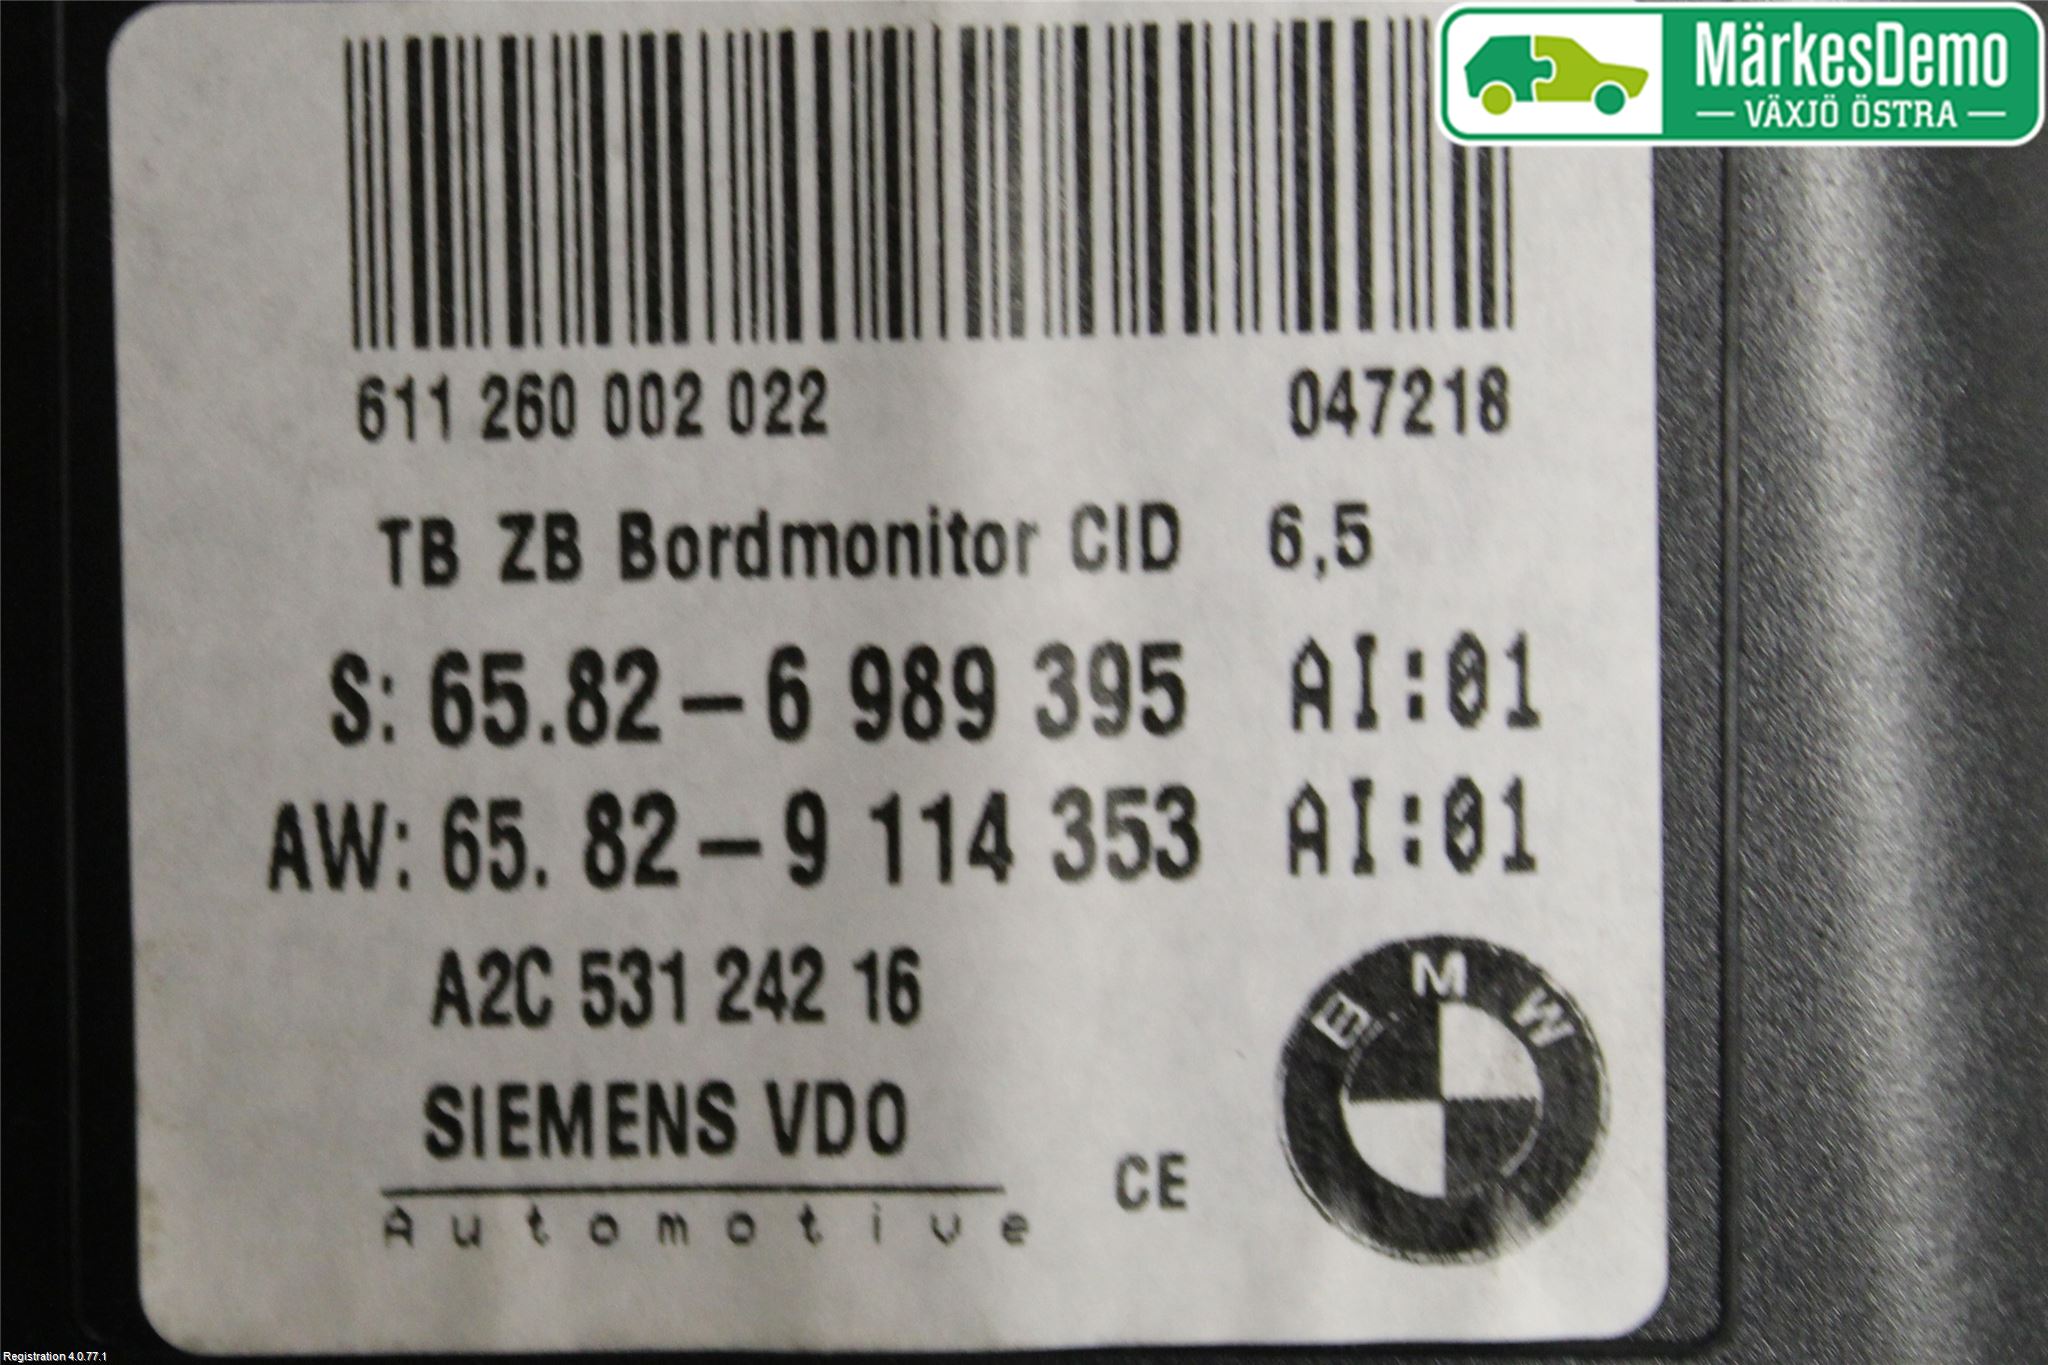 MärkesDemo
VÄXJÖ ÖSTRA
611 260 002 022 047218
TB ZB Bordmonitor CID 6,5
S: 65.82-6 989 395 AI:01
AW: 65. 82-9 114 353 AI:01
A2C 531 242 16
SIEMENS VDO
Automotive
CE
BMW
Registration 4.0.77.1